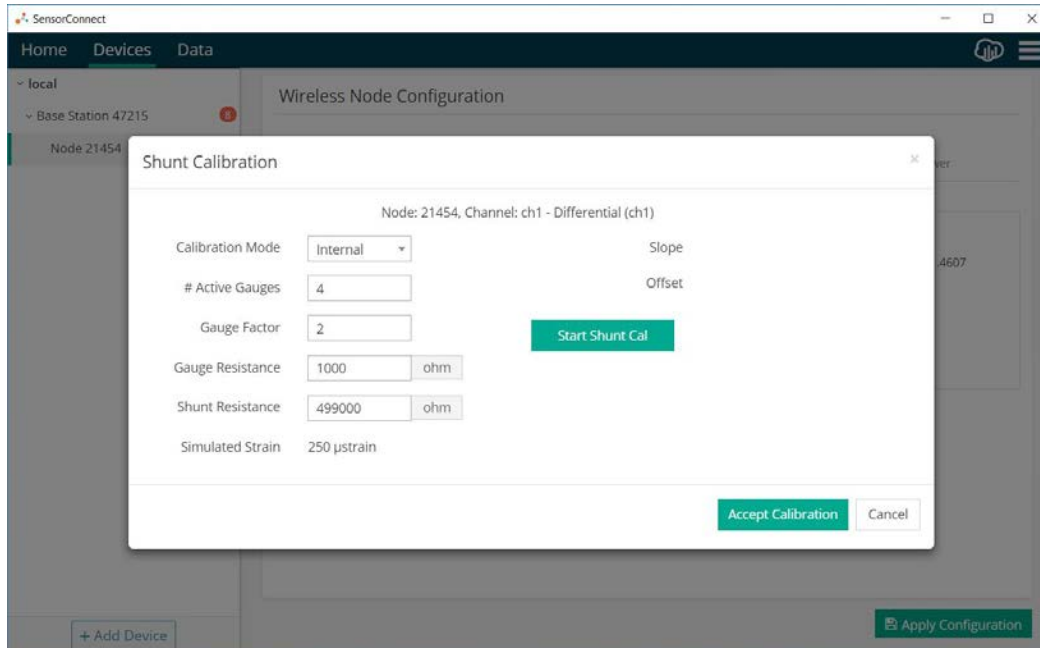 SensorConnect
Home Devices Data
local
Base Station 47215 8
Node 21454
Wireless Node Configuration
Shunt Calibration
Node: 21454, Channel: ch1 - Differential (ch1)
Calibration Mode Internal Slope
# Active Gauges 4 Offset
Gauge Factor 2 Start Shunt Cal
Gauge Resistance 1000 ohm
Shunt Resistance 499000 ohm
Simulated Strain 250 μstrain
Accept Calibration Cancel
.4607
+ Add Device
Apply Configuration